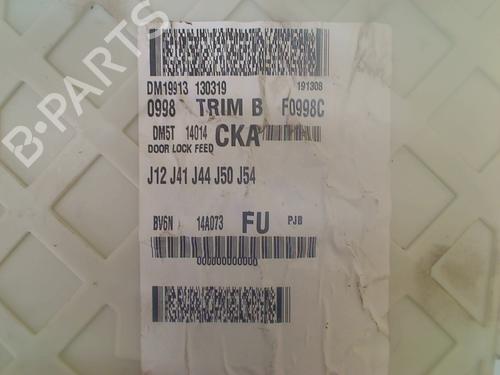 B-PARTS
DM19913 130319 191308
0998 TRIM B F0998C
DM5T 14014 CKA
DOOR LOCK FEED
J12 J41 J44 J50 J54
BV6N 14A073 FU PJB
000000000000